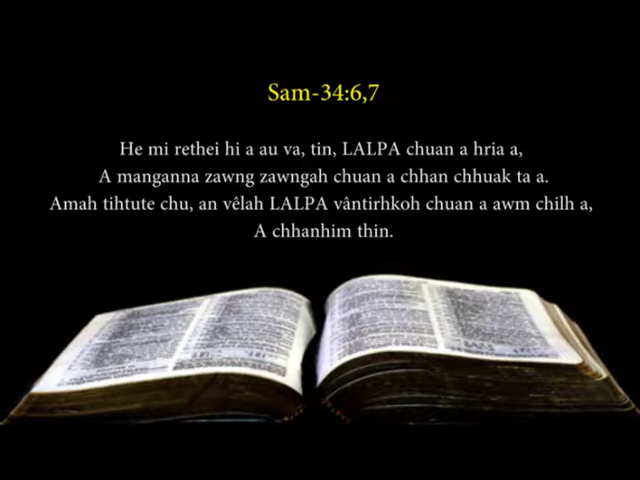 Sam-34:6,7
He mi rethei hi a au va, tin, LALPA chuan a hria a,
A manganna zawng zawngah chuan a chhan chhuak ta a.
Amah tihtute chu, an vêlah LALPA vântirhkoh chuan a awm chilh a,
A chhanhim thin.